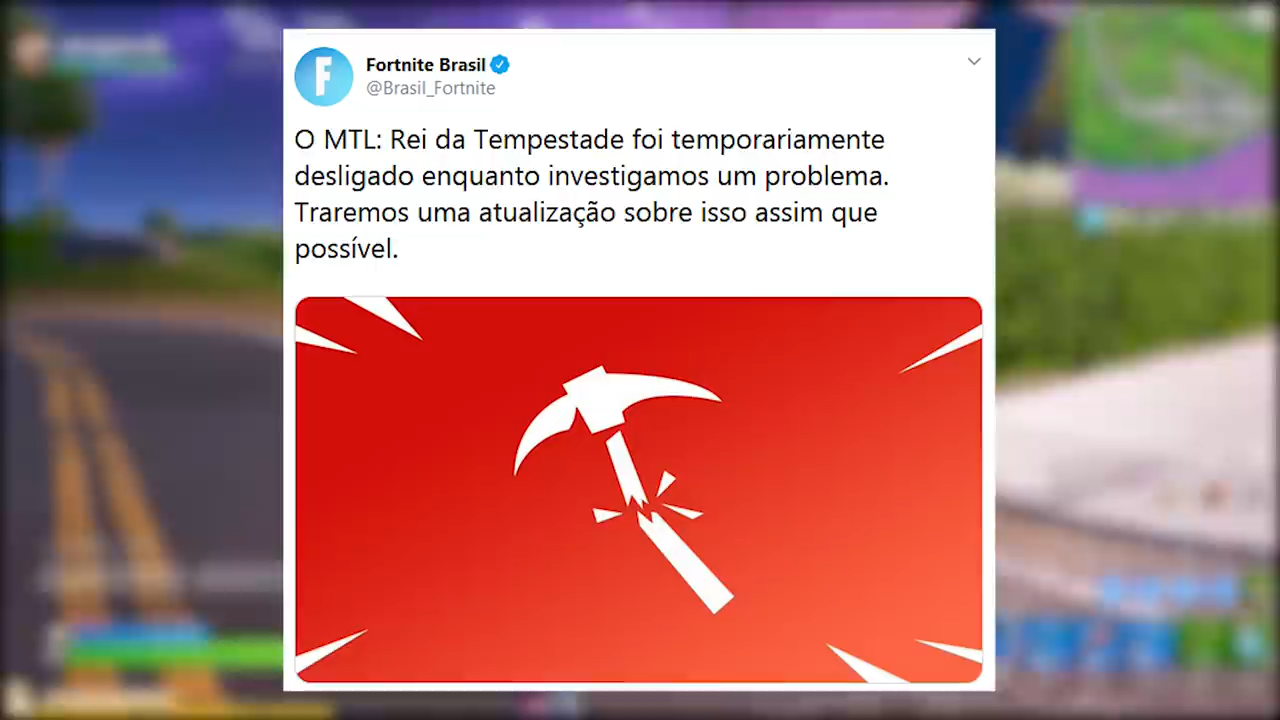 Fortnite Brasil
@Brasil_Fortnite
O MTL: Rei da Tempestade foi temporariamente
desligado enquanto investigamos um problema.
Traremos uma atualização sobre isso assim que
possível.